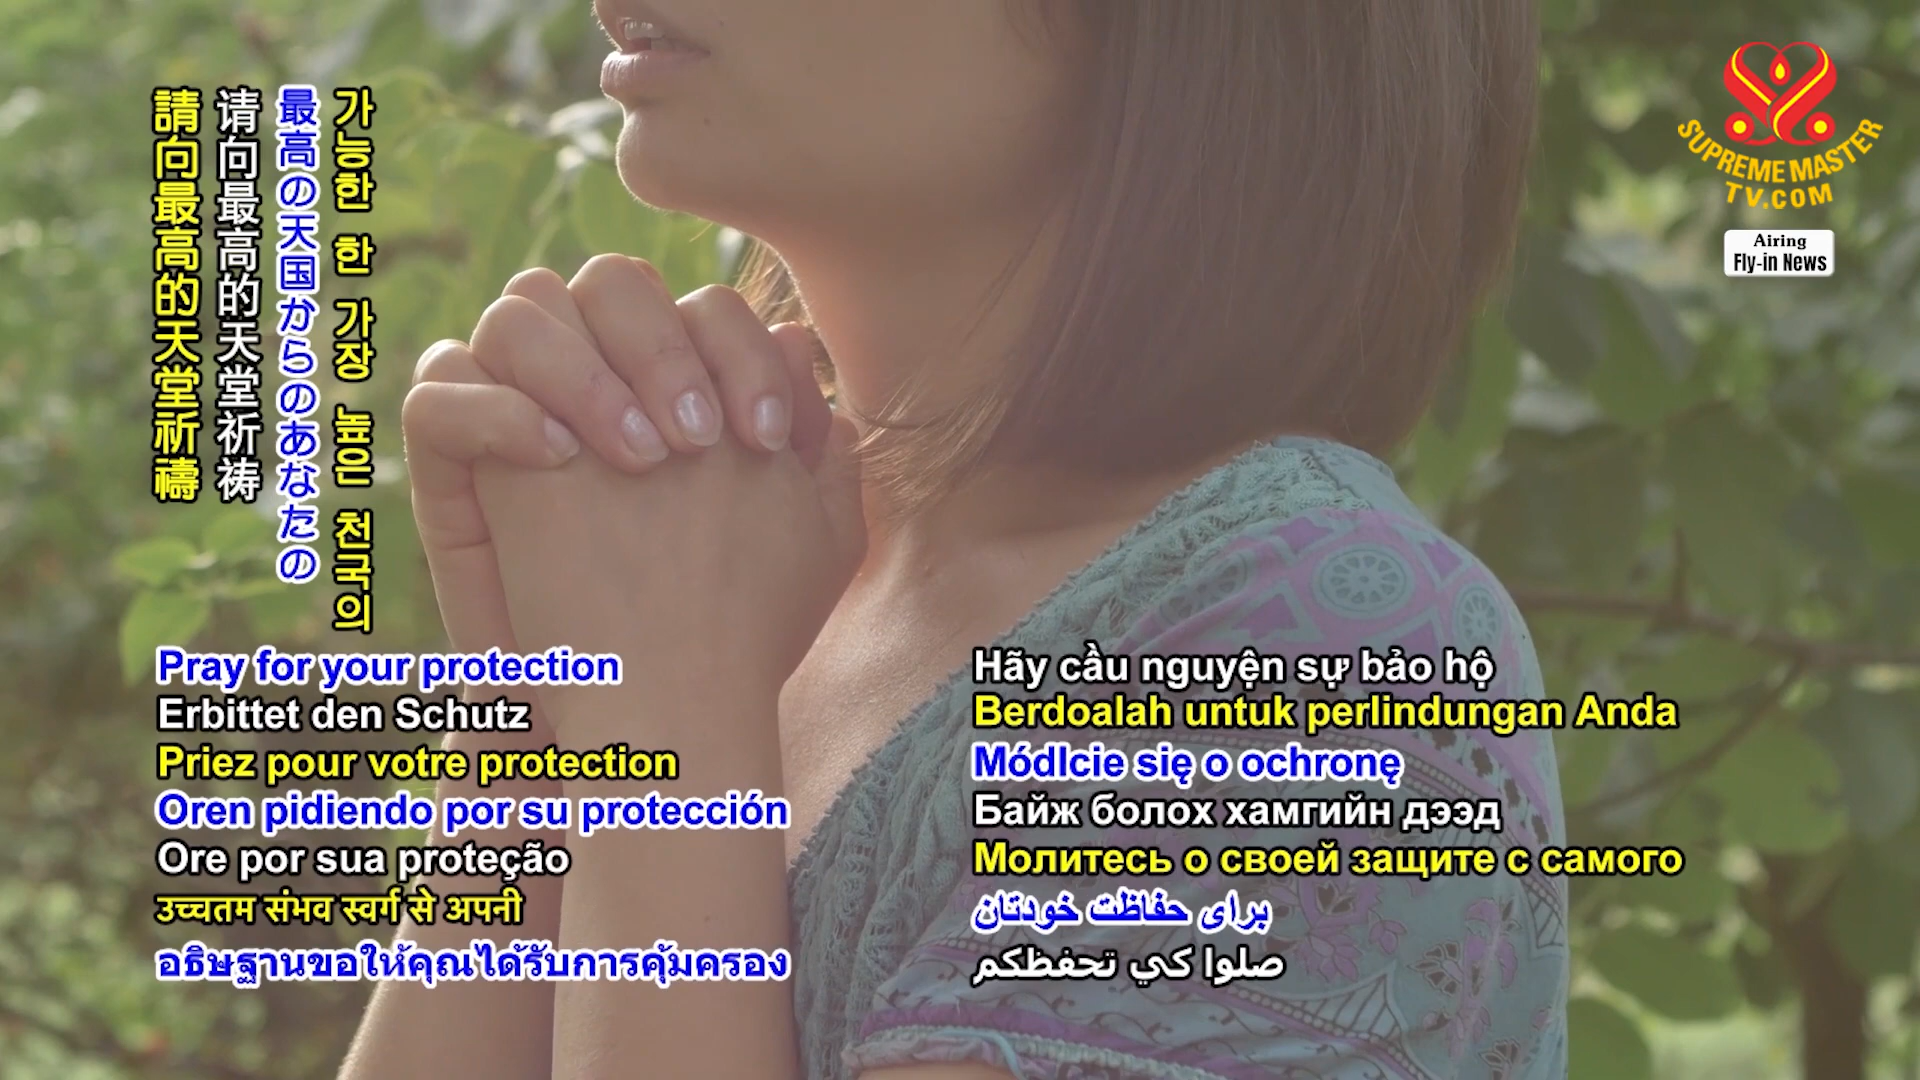 請向最高的天堂祈禱
请向最高的天堂祈祷
最高の天国からのあなたの
가능한 한 가장 높은 천국의
Pray for your protection
Erbittet den Schutz
Priez pour votre protection
Oren pidiendo por su protección
Ore por sua proteção
उच्चतम संभव स्वर्ग से अपनी
อธิษฐานขอให้คุณได้รับการคุ้มครอง
Hãy cầu nguyện sự bảo hộ
Berdoalah untuk perlindungan Anda
Módlcie się o ochronę
Байж болох хамгийн дээд
Молитесь о своей защите с самого
برای حفاظت خودتان
صلوا كي تحفظكم
SUPREME MASTER
TV.COM
Airing
Fly-in News